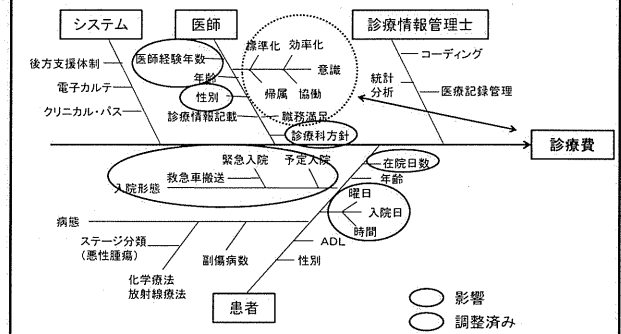 システム
医師
診療情報管理士
後方支援体制
電子カルテ
クリニカル・パス
医師経験年数
年齢
性別
診療情報記載
標準化
効率化
意識
帰属
協働
職務満足
診療科方針
コーディング
統計
分析
医療記録管理
診療費
緊急入院
予定入院
救急車搬送
入院形態
在院日数
年齢
曜日
入院日
時間
病態
ステージ分類
(悪性腫瘍)
化学療法
放射線療法
副傷病数
ADL
性別
患者
影響
調整済み